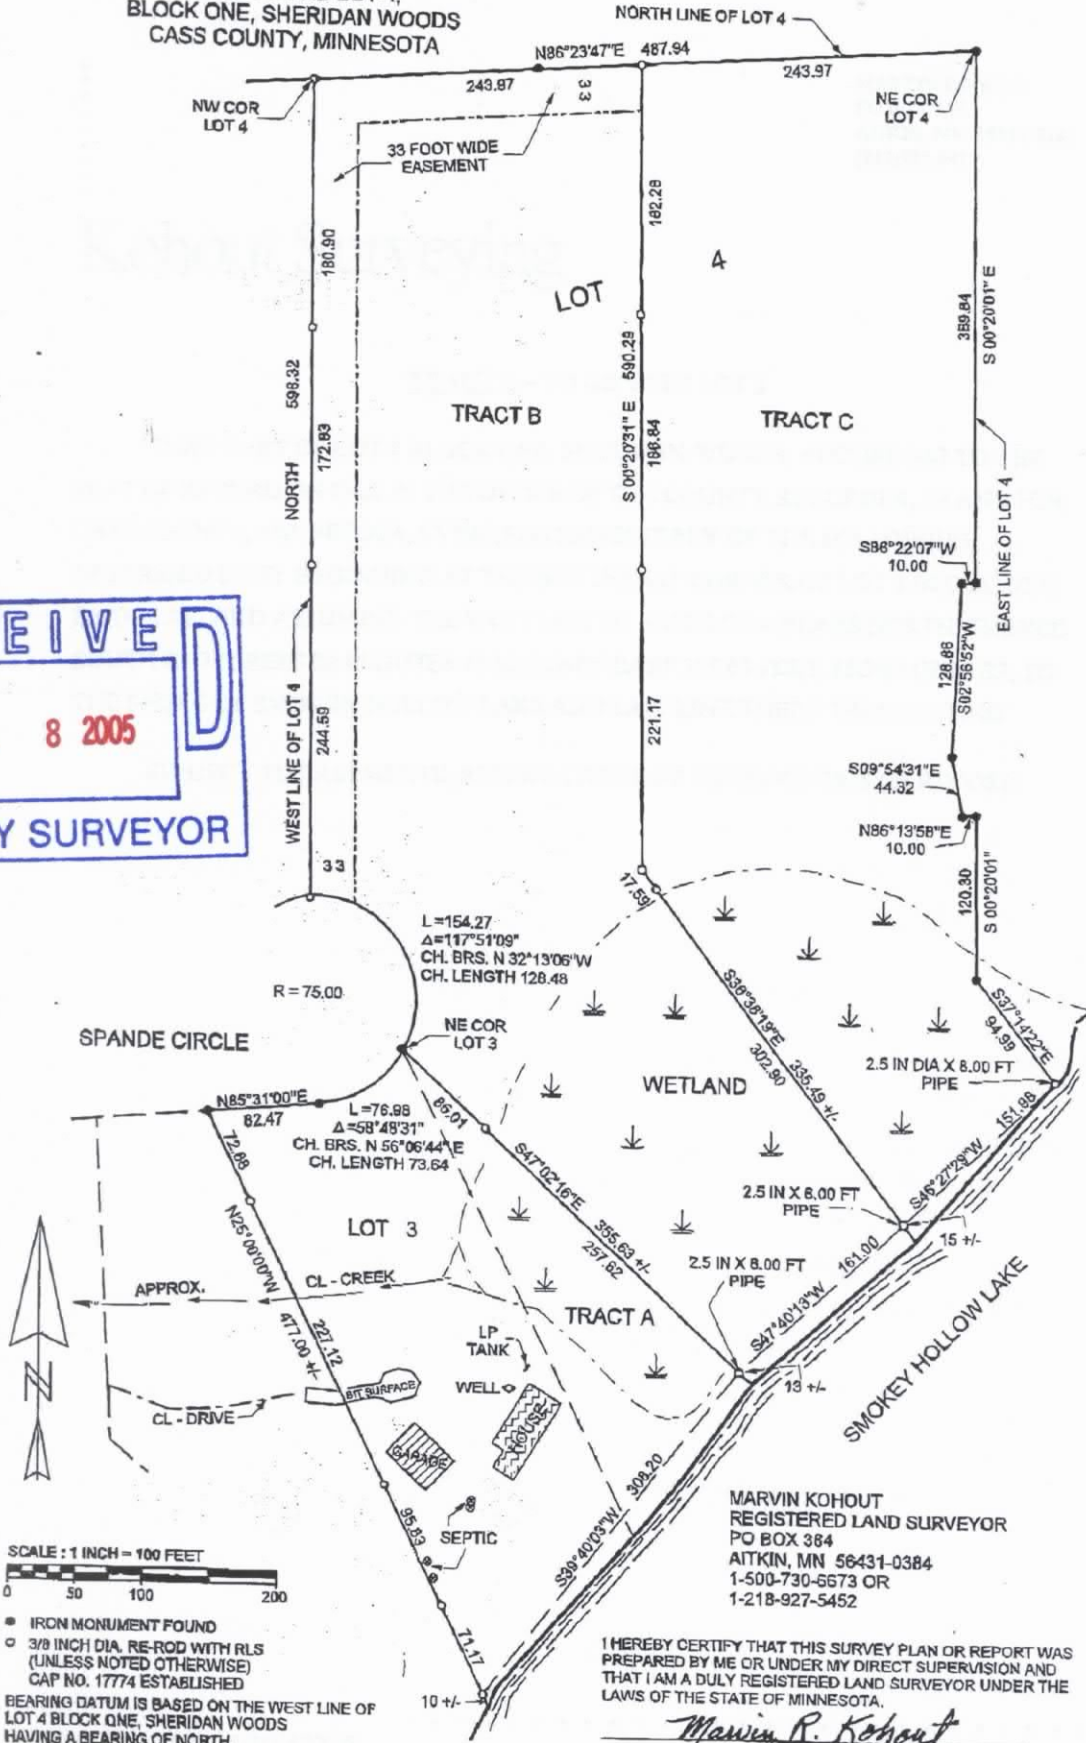 BLOCK ONE, SHERIDAN WOODS
CASS COUNTY, MINNESOTA
NORTH LINE OF LOT 4
N86°23'47"E 487.94
243.97
243.97
33
NW COR
LOT 4
NE COR
LOT 4
33 FOOT WIDE
EASEMENT
180.90
182.28
LOT 4
389.84
S 00°20'01" E
598.32
590.29
TRACT B
TRACT C
172.83
186.84
NORTH
S 00°20'31" E
EAST LINE OF LOT 4
S86°22'07"W
10.00
128.86
S02°56'52"W
EIVED
8 2005
Y SURVEYOR
WEST LINE OF LOT 4
244.59
221.17
S09°54'31"E
44.32
N86°13'58"E
10.00
33
17.59
120.30
S 00°20'01"
L=154.27
Δ=117°51'09"
CH. BRS. N 32°13'06"W
CH. LENGTH 128.48
R = 75.00
SPANDE CIRCLE
NE COR
LOT 3
S38°38'19"E
302.90
335.49 +/-
S37°14'22"E
94.99
2.5 IN DIA X 8.00 FT
PIPE
WETLAND
N85°31'00"E
82.47
L=76.98
Δ=58°48'31"
CH. BRS. N 56°06'44" E
CH. LENGTH 73.64
86.01
72.68
S47°02'16"E
355.63 +/-
257.62
151.88
S46°27'29"W
2.5 IN X 8.00 FT
PIPE
15 +/-
LOT 3
N25°00'00"W
477.00 +/-
227.12
APPROX.
CL - CREEK
2.5 IN X 8.00 FT
PIPE
161.00
S47°40'13"W
TRACT A
LP
TANK
WELL
SMOKEY HOLLOW LAKE
13 +/-
BIT SURFACE
CL - DRIVE
HOUSE
GARAGE
N
308.20
S39°40'03"W
SEPTIC
95.83
71.17
10 +/-
MARVIN KOHOUT
REGISTERED LAND SURVEYOR
PO BOX 384
AITKIN, MN 56431-0384
1-500-730-6673 OR
1-218-927-5452
SCALE : 1 INCH = 100 FEET
0 50 100 200
IRON MONUMENT FOUND
3/8 INCH DIA. RE-ROD WITH RLS
(UNLESS NOTED OTHERWISE)
CAP NO. 17774 ESTABLISHED
BEARING DATUM IS BASED ON THE WEST LINE OF
LOT 4 BLOCK ONE, SHERIDAN WOODS
HAVING A BEARING OF NORTH
I HEREBY CERTIFY THAT THIS SURVEY PLAN OR REPORT WAS
PREPARED BY ME OR UNDER MY DIRECT SUPERVISION AND
THAT I AM A DULY REGISTERED LAND SURVEYOR UNDER THE
LAWS OF THE STATE OF MINNESOTA.
Marvin R. Kohout